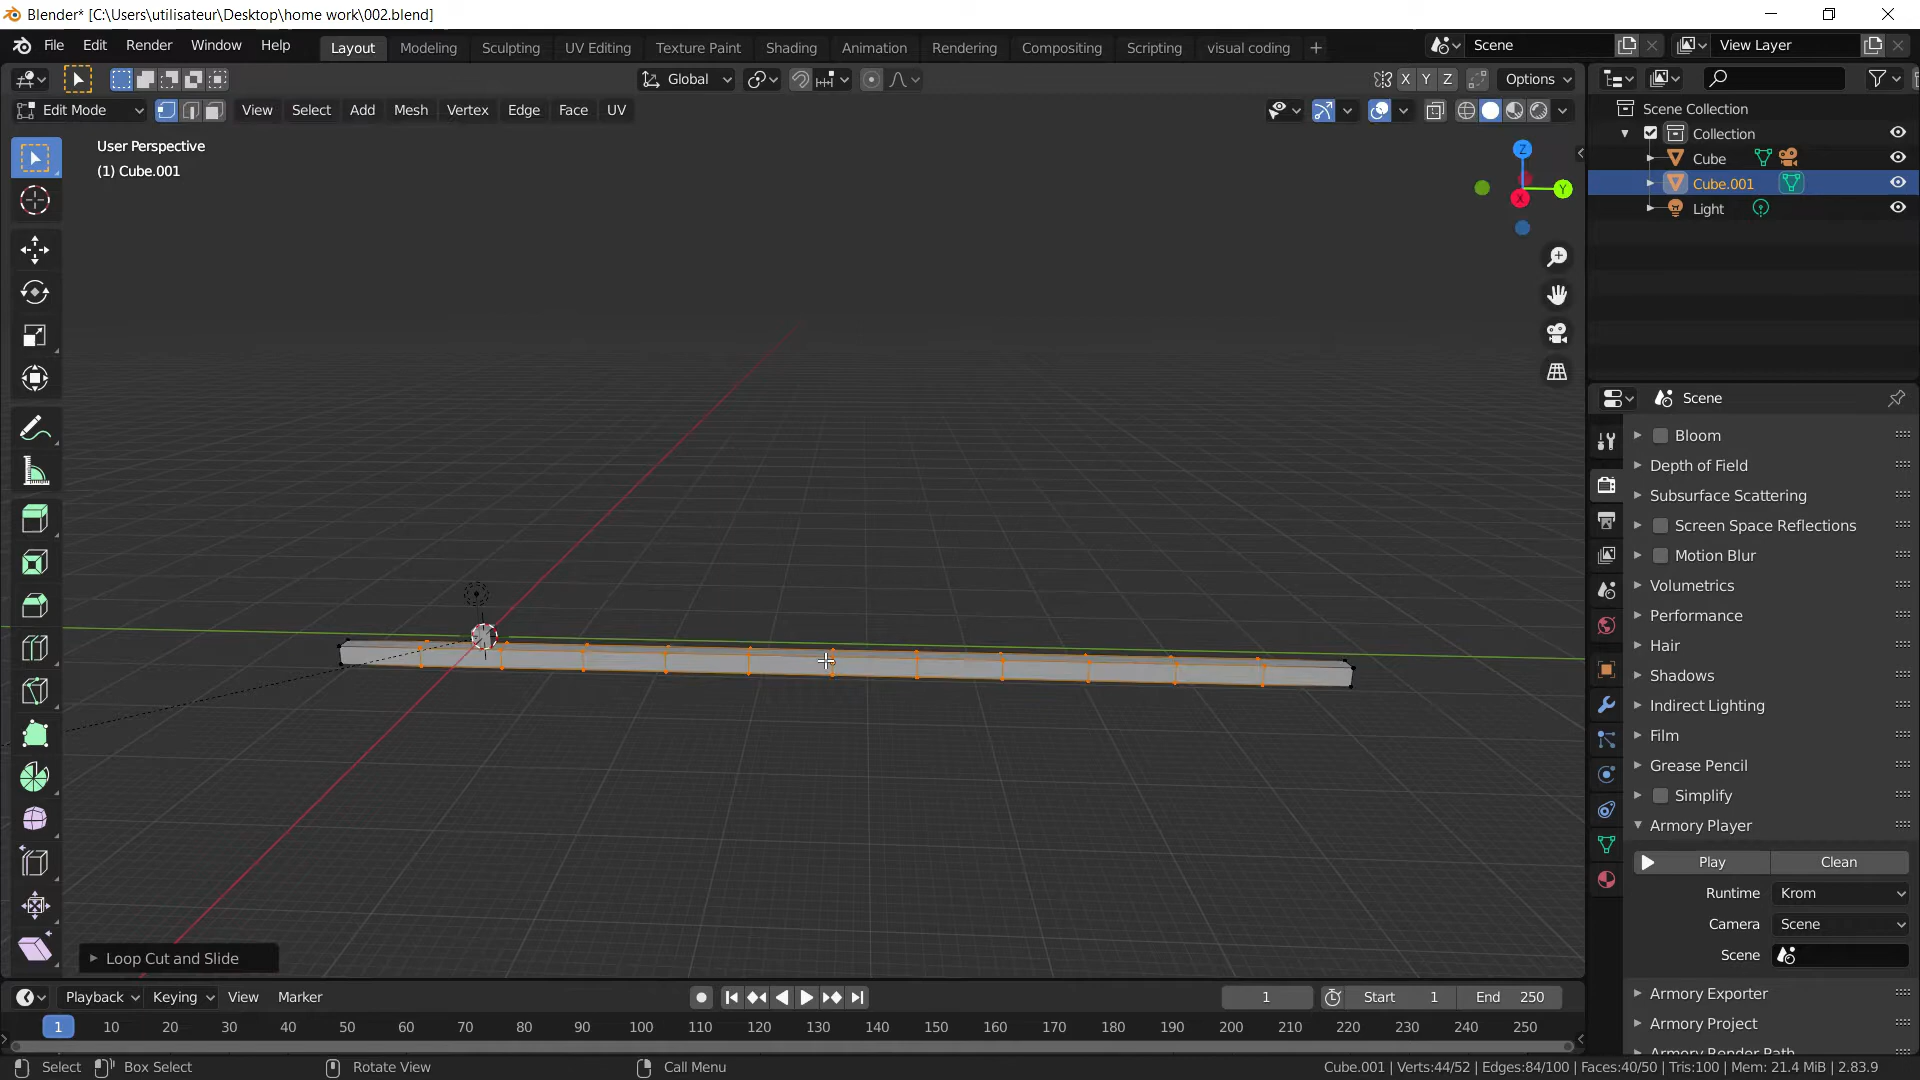 Blender* [C:\Users\utilisateur\Desktop\home work\002.blend]
File Edit Render Window Help Layout Modeling Sculpting UV Editing Texture Paint Shading Animation Rendering Compositing Scripting visual coding + Scene View Layer
Global X Y Z Options
Edit Mode View Select Add Mesh Vertex Edge Face UV
User Perspective
(1) Cube.001
Z
Y
X
Scene Collection
Collection
Cube
Cube.001
Light
Scene
Bloom
Depth of Field
Subsurface Scattering
Screen Space Reflections
Motion Blur
Volumetrics
Performance
Hair
Curves
Shadows
Indirect Lighting
Film
Grease Pencil
Simplify
Armory Player
Play Clean
Runtime Krom
Camera Scene
Scene
Armory Exporter
Armory Project
Armory Render Path
Loop Cut and Slide
Playback Keying View Marker 1 Start 1 End 250
1 10 20 30 40 50 60 70 80 90 100 110 120 130 140 150 160 170 180 190 200 210 220 230 240 250
Select Box Select Rotate View Call Menu Cube.001 | Verts:44/52 | Edges:84/100 | Faces:40/50 | Tris:100 | Mem: 21.4 MiB | 2.83.9